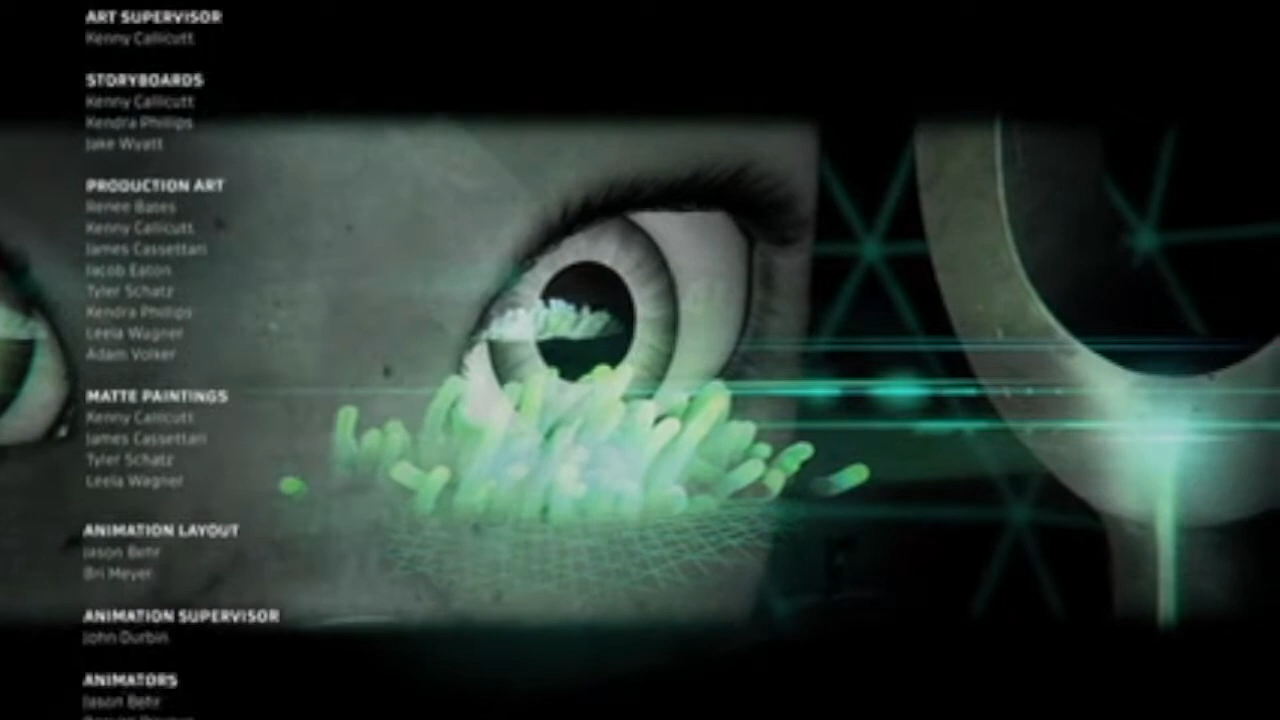 ART SUPERVISOR
Kenny Callicutt
STORYBOARDS
Kenny Callicutt
Kendra Phillips
Jake Wyatt
PRODUCTION ART
Renee Bates
Kenny Callicutt
James Cassettari
Jacob Eaton
Tyler Schatz
Kendra Phillips
Leela Wagner
Adam Volker
MATTE PAINTINGS
Kenny Callicutt
James Cassettari
Tyler Schatz
Leela Wagner
ANIMATION LAYOUT
Jason Behr
Bri Meyer
ANIMATION SUPERVISOR
John Durbin
ANIMATORS
Jason Behr